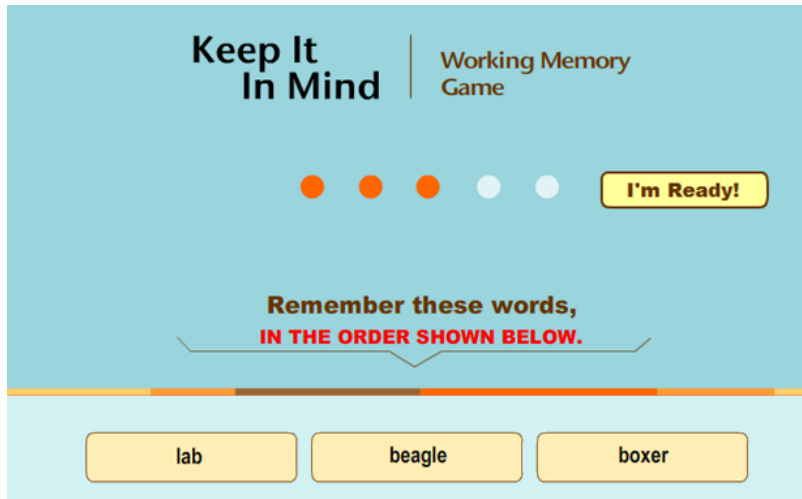 Keep It
In Mind
Working Memory
Game
I'm Ready!
Remember these words,
IN THE ORDER SHOWN BELOW.
lab
beagle
boxer